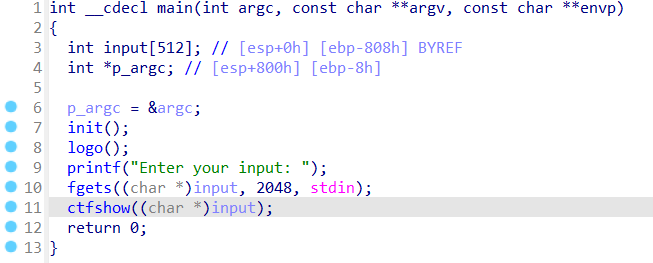 1 int __cdecl main(int argc, const char **argv, const char **envp)
2 {
3   int input[512]; // [esp+0h] [ebp-808h] BYREF
4   int *p_argc; // [esp+800h] [ebp-8h]
5
6   p_argc = &argc;
7   init();
8   logo();
9   printf("Enter your input: ");
10   fgets((char *)input, 2048, stdin);
11   ctfshow((char *)input);
12   return 0;
13 }